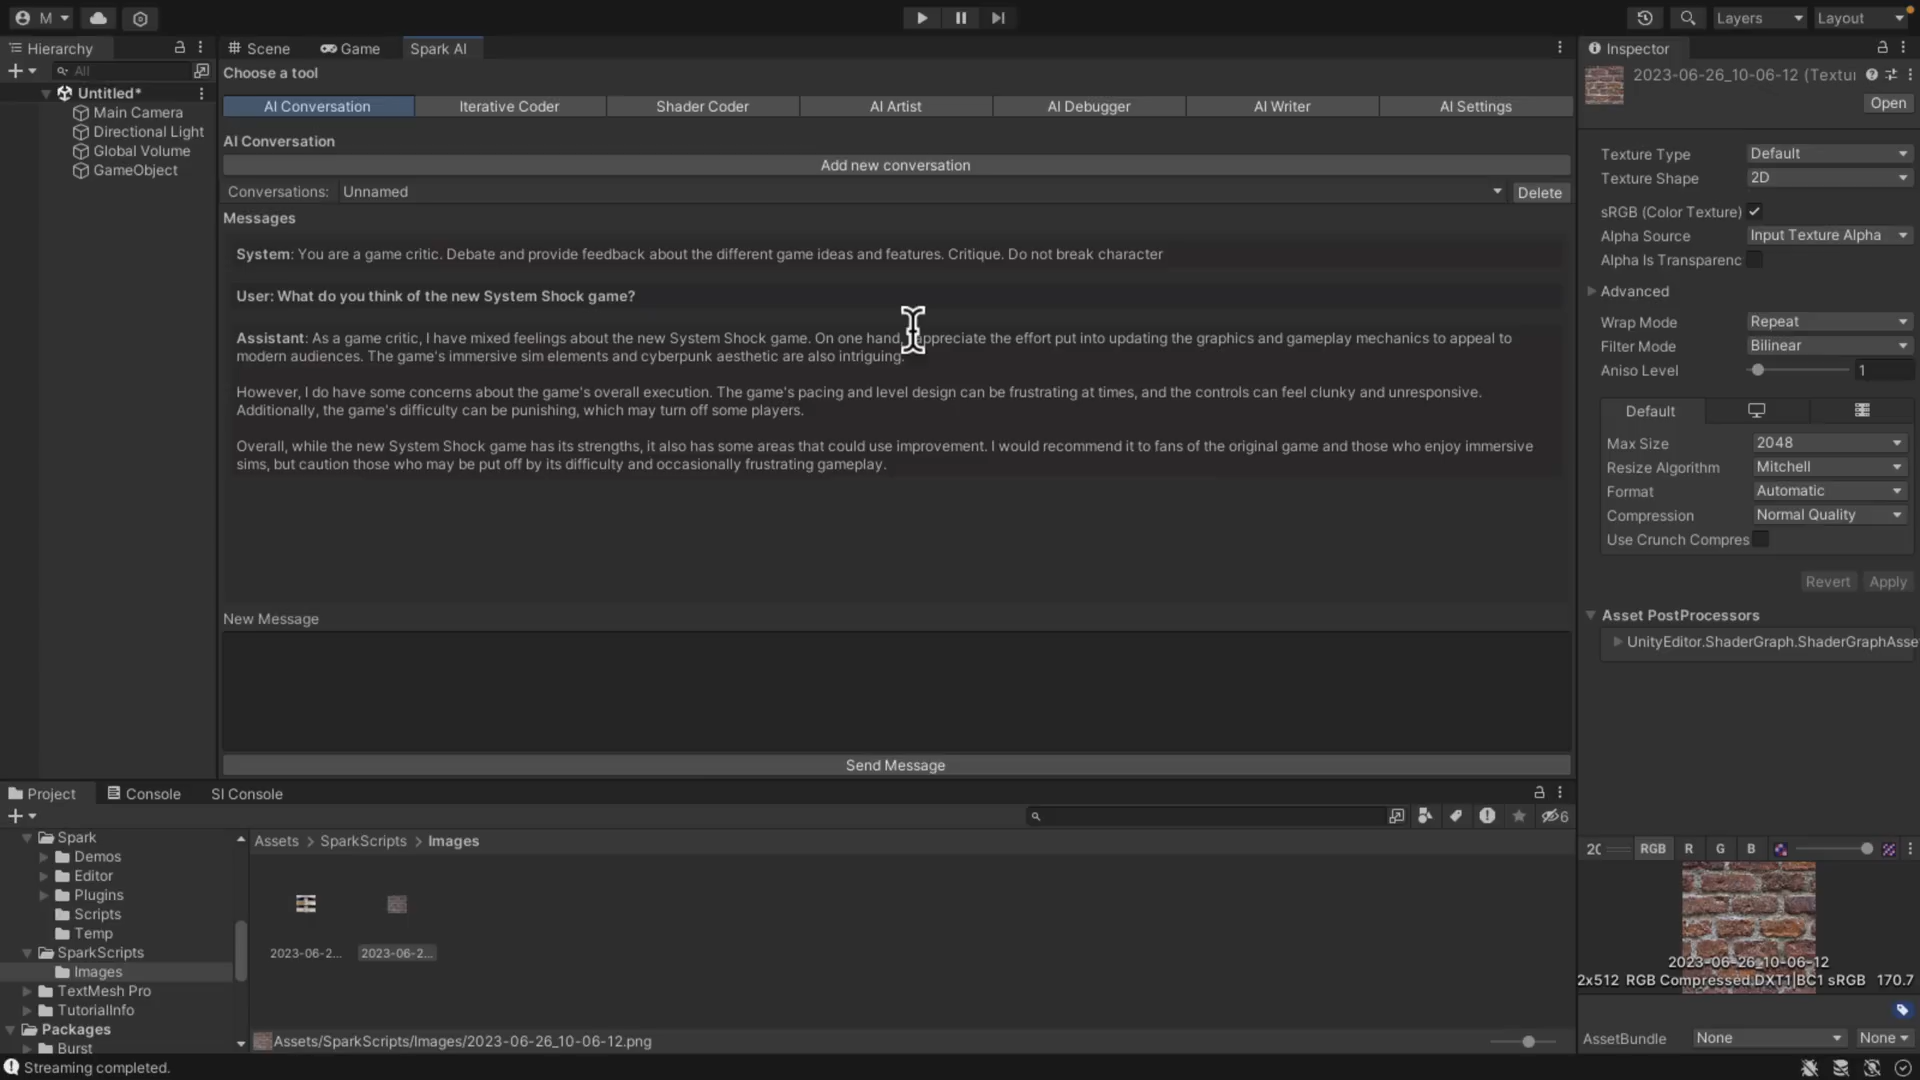 M
Layers
Layout
Hierarchy
All
Untitled*
Main Camera
Directional Light
Global Volume
GameObject
Scene
Game
Spark AI
Choose a tool
AI Conversation
Iterative Coder
Shader Coder
AI Artist
AI Debugger
AI Writer
AI Settings
AI Conversation
Add new conversation
Conversations:
Unnamed
Delete
Messages
System: You are a game critic. Debate and provide feedback about the different game ideas and features. Critique. Do not break character
User: What do you think of the new System Shock game?
Assistant: As a game critic, I have mixed feelings about the new System Shock game. On one hand, appreciate the effort put into updating the graphics and gameplay mechanics to appeal to
modern audiences. The game's immersive sim elements and cyberpunk aesthetic are also intriguing.
However, I do have some concerns about the game's overall execution. The game's pacing and level design can be frustrating at times, and the controls can feel clunky and unresponsive.
Additionally, the game's difficulty can be punishing, which may turn off some players.
Overall, while the new System Shock game has its strengths, it also has some areas that could use improvement. I would recommend it to fans of the original game and those who enjoy immersive
sims, but caution those who may be put off by its difficulty and occasionally frustrating gameplay.
New Message
Send Message
Inspector
2023-06-26_10-06-12 (Textur
Open
Texture Type
Default
Texture Shape
2D
sRGB (Color Texture)
Alpha Source
Input Texture Alpha
Alpha Is Transparenc
Advanced
Wrap Mode
Repeat
Filter Mode
Bilinear
Aniso Level
1
Default
Max Size
2048
Resize Algorithm
Mitchell
Format
Automatic
Compression
Normal Quality
Use Crunch Compres
Revert
Apply
Asset PostProcessors
UnityEditor.ShaderGraph.ShaderGraphAsse
Project
Console
SI Console
6
Spark
Demos
Editor
Plugins
Scripts
Temp
SparkScripts
Images
TextMesh Pro
TutorialInfo
Packages
Burst
Assets > SparkScripts > Images
2023-06-2...
2023-06-2...
Assets/SparkScripts/Images/2023-06-26_10-06-12.png
RGB
R
G
B
2023-06-26_10-06-12
2x512 RGB Compressed DXT1|BC1 sRGB 170.7
AssetBundle
None
None
Streaming completed.